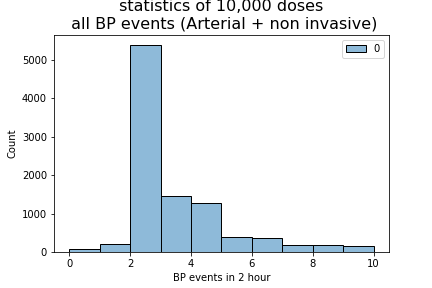 statistics of 10,000 doses
all BP events (Arterial + non invasive)
0
5000
4000
3000
2000
1000
0
Count
0 2 4 6 8 10
BP events in 2 hour